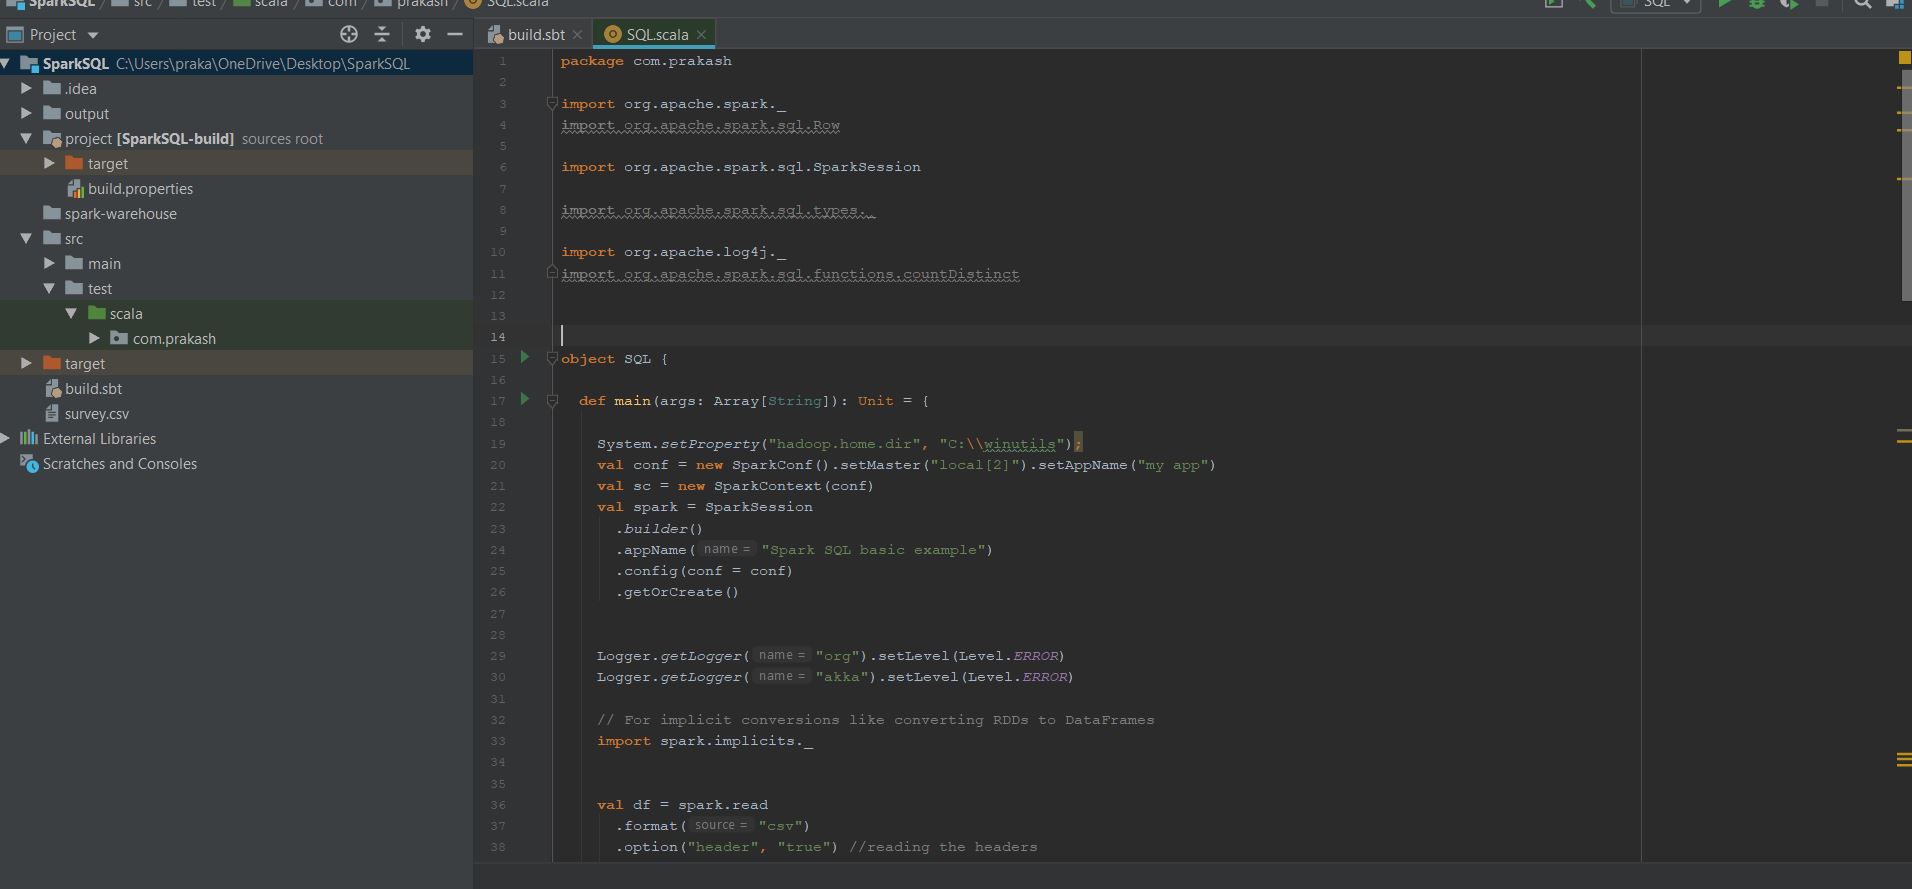 SparkSQL src test scala com prakash SQL.scala
SQL
Project
build.sbt SQL.scala
SparkSQL C:\Users\praka\OneDrive\Desktop\SparkSQL
.idea
output
project [SparkSQL-build] sources root
target
build.properties
spark-warehouse
src
main
test
scala
com.prakash
target
build.sbt
survey.csv
External Libraries
Scratches and Consoles
1 package com.prakash
2
3 import org.apache.spark._
4 import org.apache.spark.sql.Row
5
6 import org.apache.spark.sql.SparkSession
7
8 import org.apache.spark.sql.types._
9
10 import org.apache.log4j._
11 import org.apache.spark.sql.functions.countDistinct
12
13
14
15 object SQL {
16
17 def main(args: Array[String]): Unit = {
18
19 System.setProperty("hadoop.home.dir", "C:\\winutils");
20 val conf = new SparkConf().setMaster("local[2]").setAppName("my app")
21 val sc = new SparkContext(conf)
22 val spark = SparkSession
23 .builder()
24 .appName( name = "Spark SQL basic example")
25 .config(conf = conf)
26 .getOrCreate()
27
28
29 Logger.getLogger( name = "org").setLevel(Level.ERROR)
30 Logger.getLogger( name = "akka").setLevel(Level.ERROR)
31
32 // For implicit conversions like converting RDDs to DataFrames
33 import spark.implicits._
34
35
36 val df = spark.read
37 .format( source = "csv")
38 .option("header", "true") //reading the headers